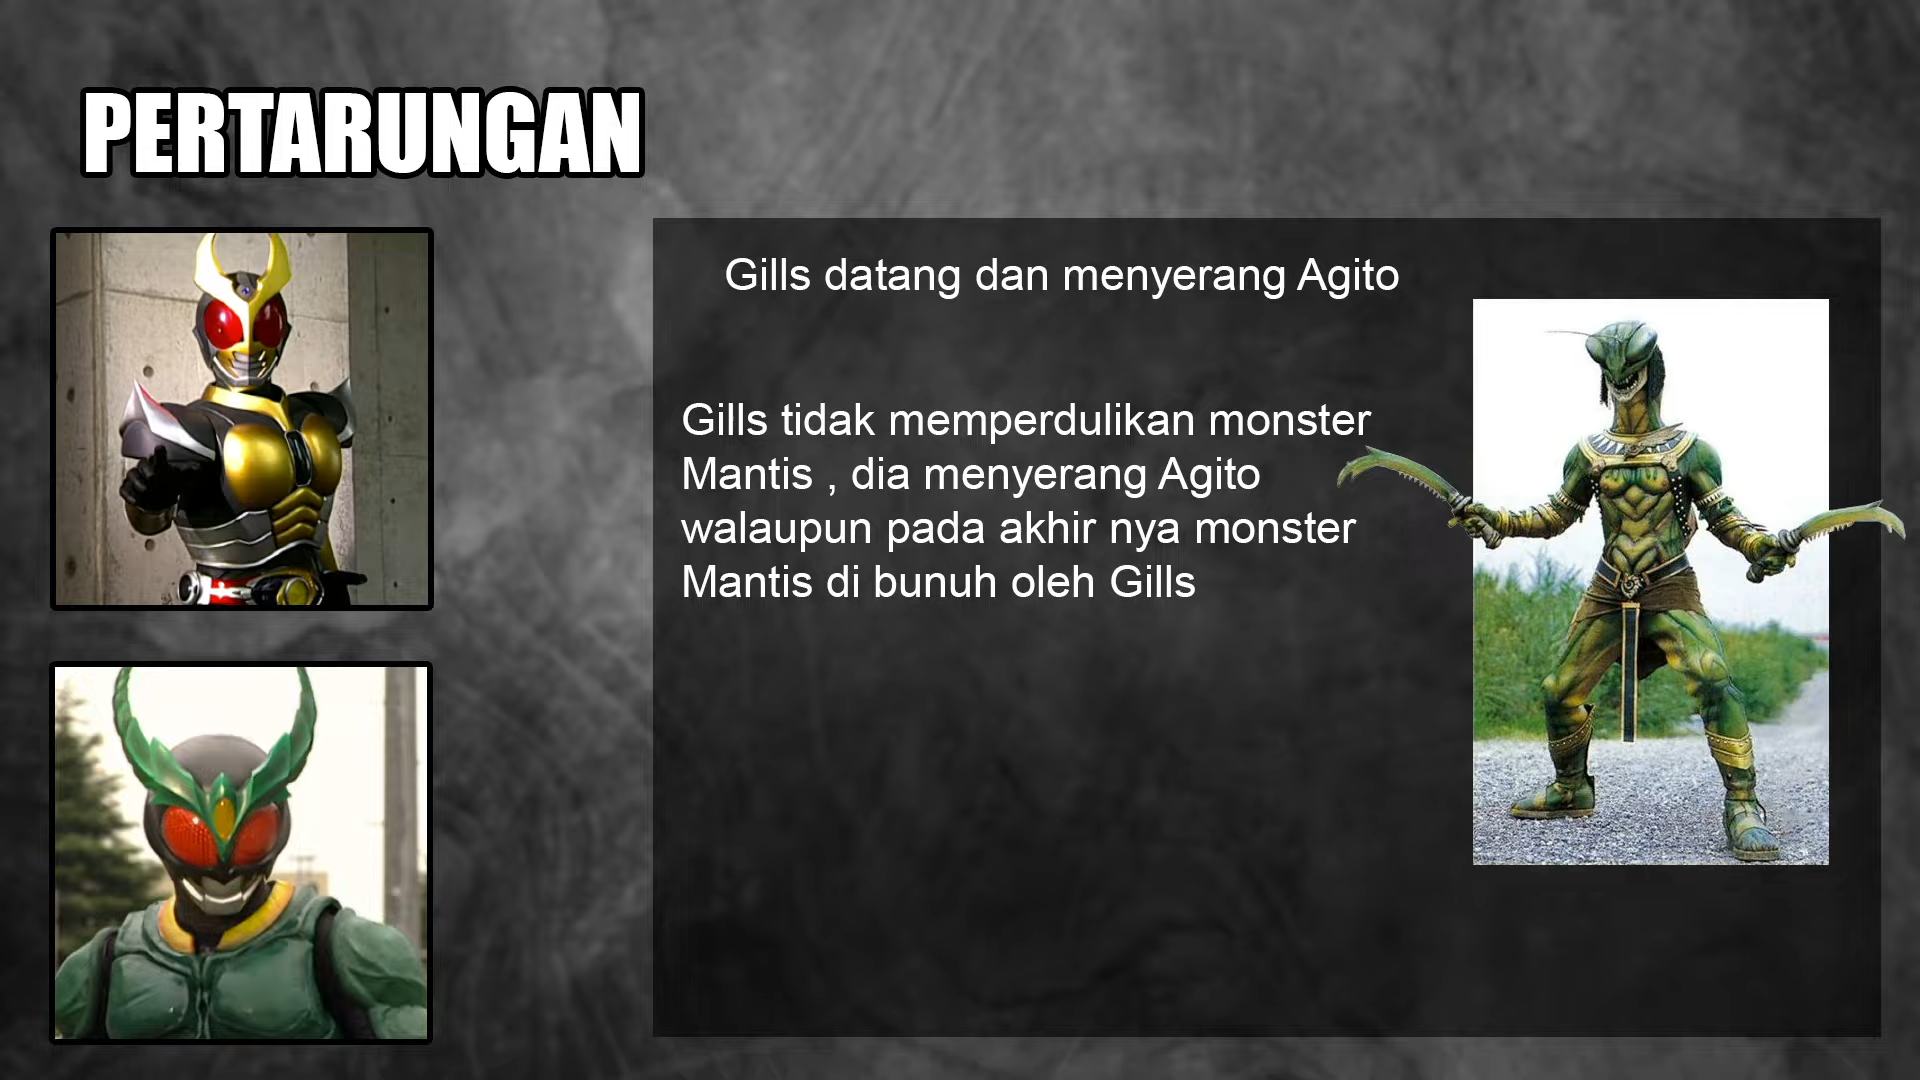 PERTARUNGAN
Gills datang dan menyerang Agito
Gills tidak memperdulikan monster
Mantis , dia menyerang Agito
walaupun pada akhir nya monster
Mantis di bunuh oleh Gills